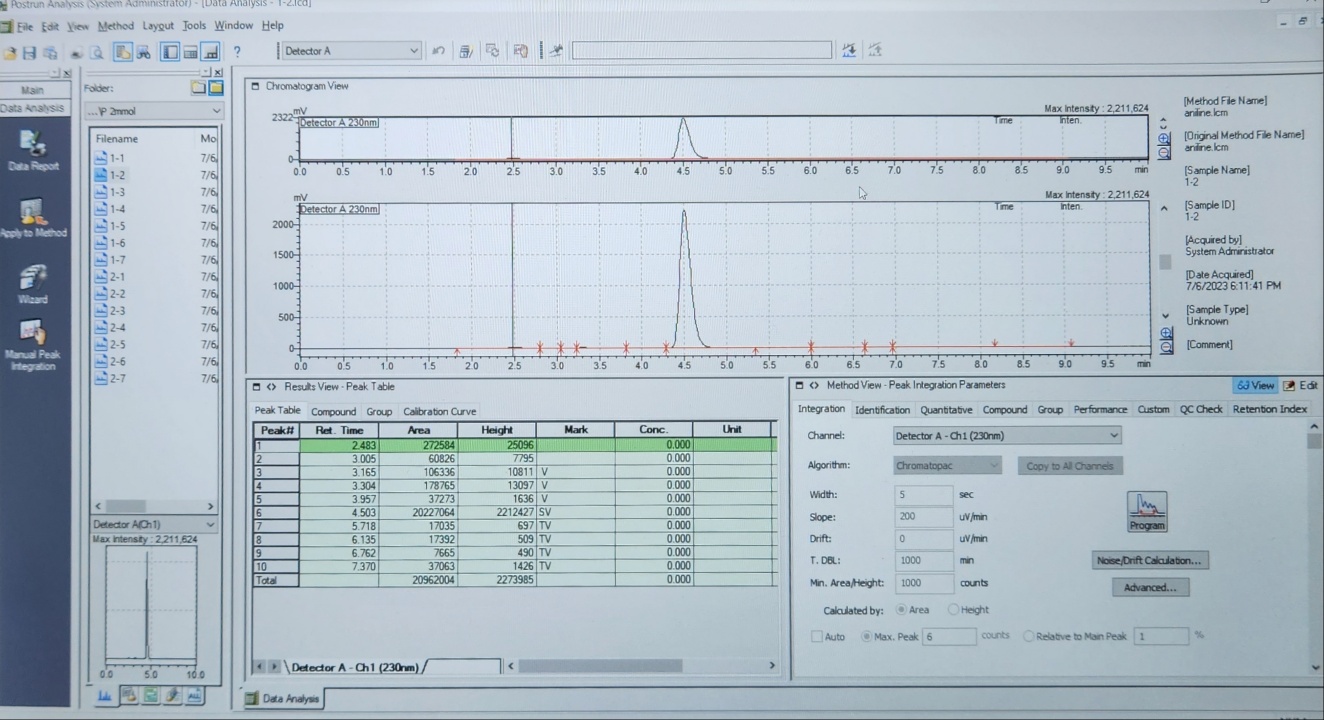 Postrun Analysis (System Administrator) - [Data Analysis - 1-2.lcd]
File Edit View Method Layout Tools Window Help
Detector A
Main
Data Analysis
Data Report
Apply to Method
Wizard
Manual Peak
Integration
Folder:
...\P 2mmol
Filename Mo
1-1 7/6
1-2 7/6
1-3 7/6
1-4 7/6
1-5 7/6
1-6 7/6
1-7 7/6
2-1 7/6
2-2 7/6
2-3 7/6
2-4 7/6
2-5 7/6
2-6 7/6
2-7 7/6
Detector A(Ch1)
Max Intensity : 2,211,624
0.0 5.0 10.0
Chromatogram View
mV
Max Intensity : 2,211,624
2322
Detector A 230nm
Time Inten.
0
0.0 0.5 1.0 1.5 2.0 2.5 3.0 3.5 4.0 4.5 5.0 5.5 6.0 6.5 7.0 7.5 8.0 8.5 9.0 9.5 min
mV
Max Intensity : 2,211,624
Detector A 230nm
Time Inten.
2000
1500
1000
500
0
0.0 0.5 1.0 1.5 2.0 2.5 3.0 3.5 4.0 4.5 5.0 5.5 6.0 6.5 7.0 7.5 8.0 8.5 9.0 9.5 min
[Method File Name]
aniline.lcm
[Original Method File Name]
aniline.lcm
[Sample Name]
1-2
[Sample ID]
1-2
[Acquired by]
System Administrator
[Date Acquired]
7/6/2023 6:11:41 PM
[Sample Type]
Unknown
[Comment]
Results View - Peak Table
Peak Table Compound Group Calibration Curve
Peak# Ret. Time Area Height Mark Conc. Unit
1 2.483 272584 25096 0.000
2 3.005 60826 7795 0.000
3 3.165 106336 10811 V 0.000
4 3.304 178765 13097 V 0.000
5 3.957 37273 1636 V 0.000
6 4.503 20227064 2212427 SV 0.000
7 5.718 17035 697 TV 0.000
8 6.135 17392 509 TV 0.000
9 6.762 7665 490 TV 0.000
10 7.370 37063 1426 TV 0.000
Total 20962004 2273985 0.000
Detector A - Ch1 (230nm)
Method View - Peak Integration Parameters
View Edit
Integration Identification Quantitative Compound Group Performance Custom QC Check Retention Index
Channel: Detector A - Ch1 (230nm)
Algorithm: Chromatopac Copy to All Channels
Width: 5 sec
Slope: 200 uV/min
Drift: 0 uV/min
T. DBL: 1000 min
Min. Area/Height: 1000 counts
Program
Noise/Drift Calculation...
Advanced...
Calculated by: Area Height
Auto Max. Peak 6 counts Relative to Main Peak 1 %
Data Analysis